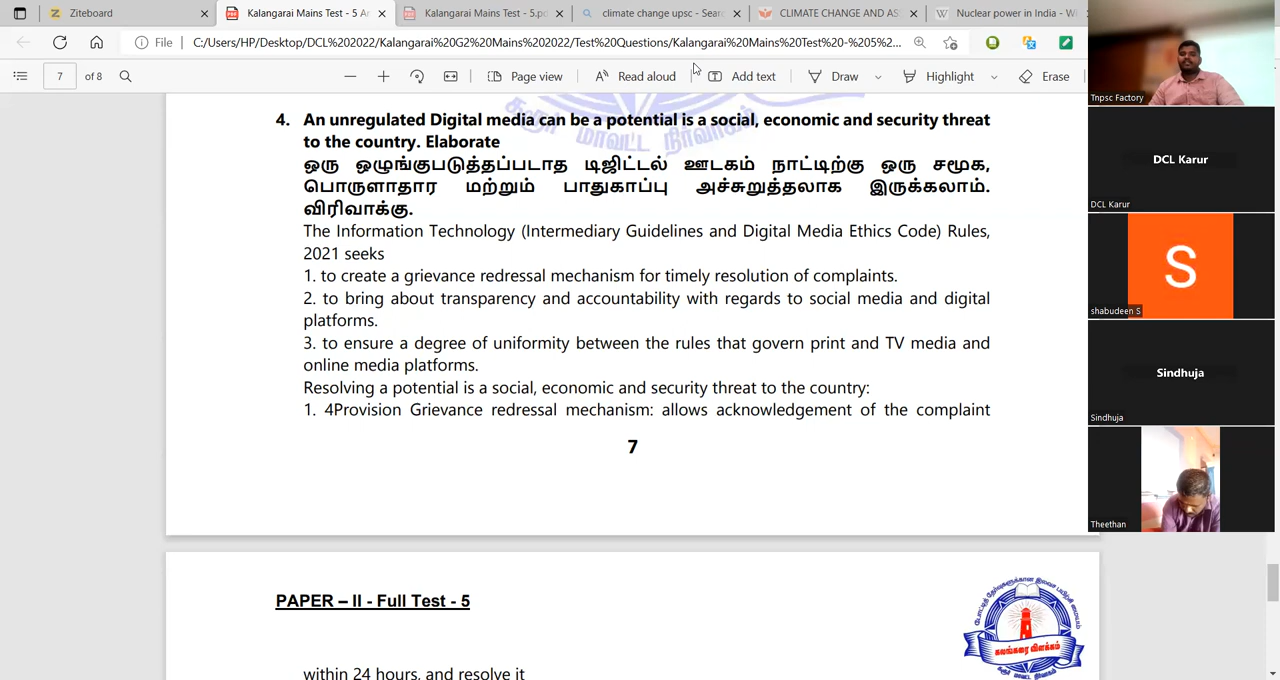 Ziteboard
Kalangarai Mains Test - 5 An
Kalangarai Mains Test - 5.pd
climate change upsc - Sear
CLIMATE CHANGE AND AS
Nuclear power in India - Wi
File
C:/Users/HP/Desktop/DCL%202022/Kalangarai%20G2%20Mains%202022/Test%20Questions/Kalangarai%20Mains%20Test%20-%205%2...
7 of 8
Page view
Read aloud
Add text
Draw
Highlight
Erase
4. An unregulated Digital media can be a potential is a social, economic and security threat
to the country. Elaborate
ஒரு ஒழுங்குபடுத்தப்படாத டிஜிட்டல் ஊடகம் நாட்டிற்கு ஒரு சமூக,
பொருளாதார மற்றும் பாதுகாப்பு அச்சுறுத்தலாக இருக்கலாம்.
விரிவாக்கு.
The Information Technology (Intermediary Guidelines and Digital Media Ethics Code) Rules,
2021 seeks
1. to create a grievance redressal mechanism for timely resolution of complaints.
2. to bring about transparency and accountability with regards to social media and digital
platforms.
3. to ensure a degree of uniformity between the rules that govern print and TV media and
online media platforms.
Resolving a potential is a social, economic and security threat to the country:
1. 4Provision Grievance redressal mechanism: allows acknowledgement of the complaint
7
PAPER – II - Full Test - 5
கலங்கரை விளக்கம்
within 24 hours, and resolve it
Tnpsc Factory
DCL Karur
DCL Karur
S
shabudeen S
Sindhuja
Sindhuja
Theethan